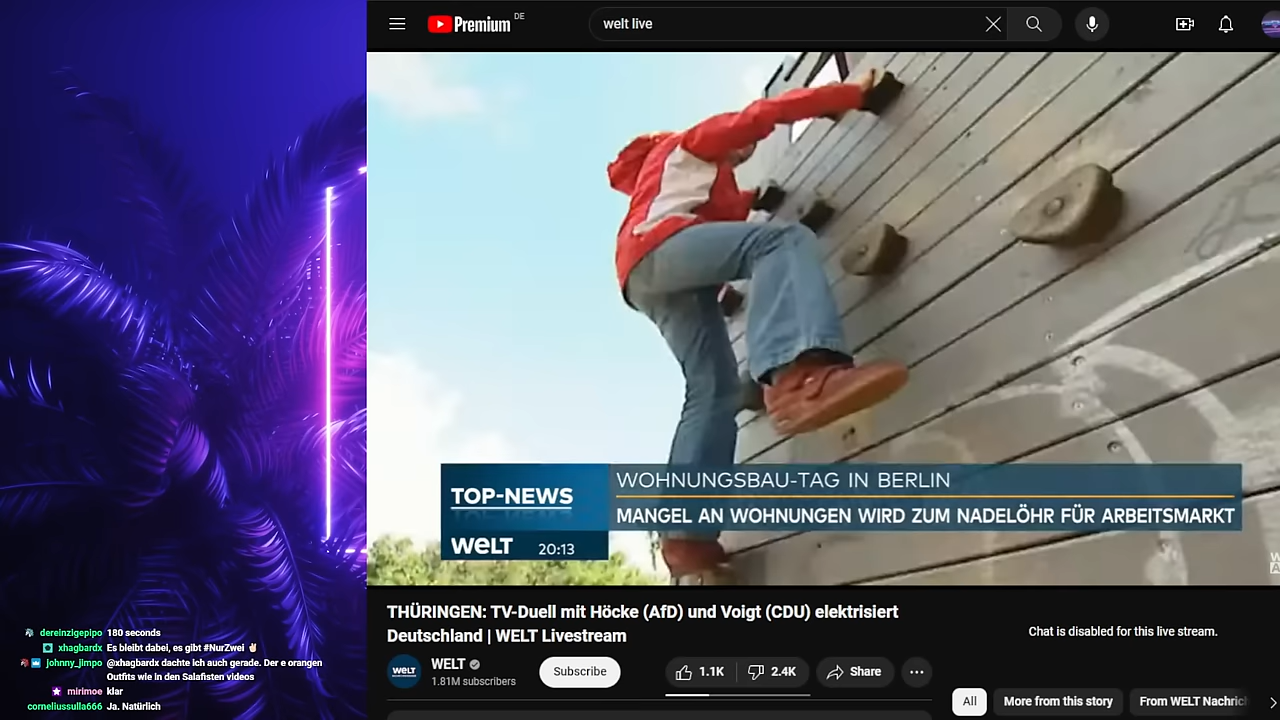 Premium DE
welt live
WOHNUNGSBAU-TAG IN BERLIN
TOP-NEWS
MANGEL AN WOHNUNGEN WIRD ZUM NADELÖHR FÜR ARBEITSMARKT
WELT 20:13
THÜRINGEN: TV-Duell mit Höcke (AfD) und Voigt (CDU) elektrisiert
Deutschland | WELT Livestream
Chat is disabled for this live stream.
WELT
WELT
1.81M subscribers
Subscribe
1.1K
2.4K
Share
All
More from this story
From WELT Nachric
dereinzigepipo 180 seconds
xhagbardx Es bleibt dabei, es gibt #NurZwei ✌🏻
johnny_jimpo @xhagbardx dachte ich auch gerade. Der e orangen
Outfits wie in den Salafisten videos
mirimoe klar
corneliussulla666 Ja. Natürlich